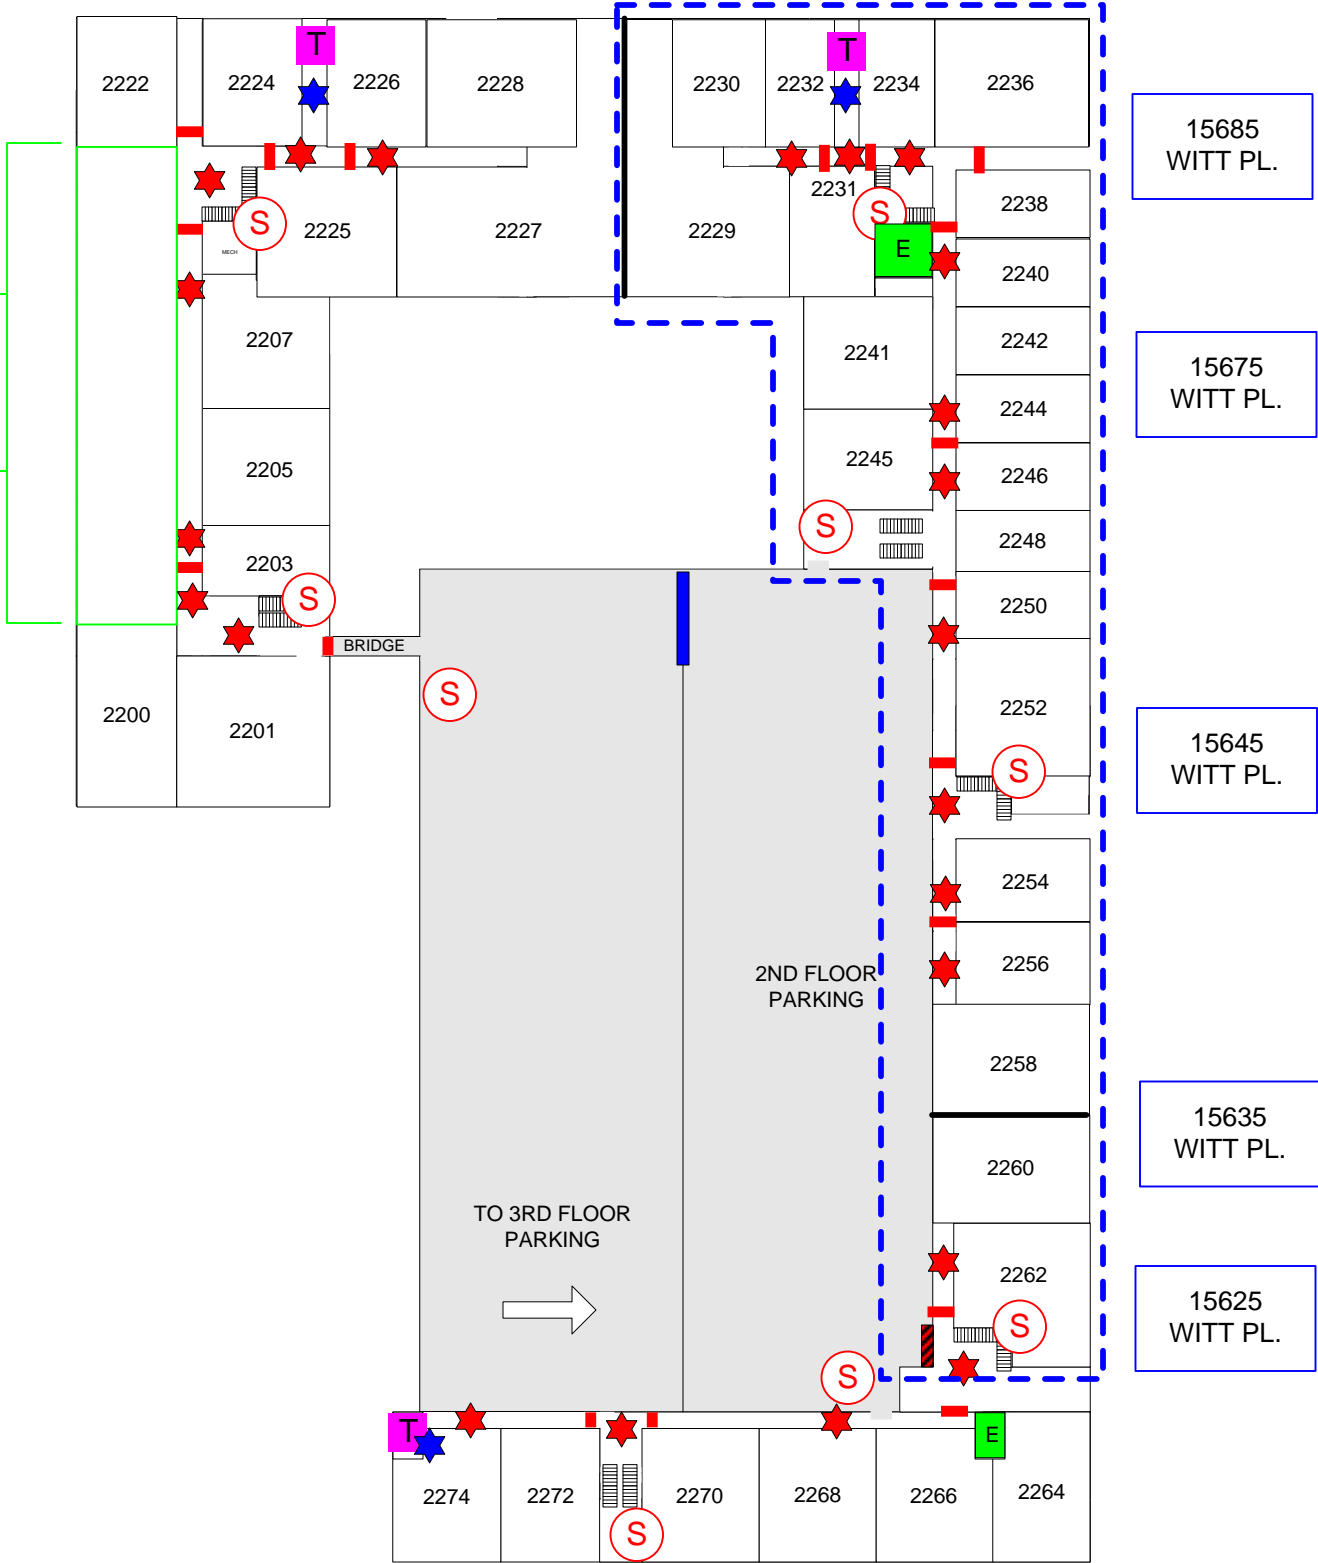 T
T
2222
2224
2226
2228
2230
2232
2234
2236
15685
WITT PL.
2231
2238
S
S
2225
2227
2229
MECH
E
2240
2207
2241
2242
15675
WITT PL.
2244
2205
2245
2246
S
2248
2203
S
2250
BRIDGE
S
2200
2201
2252
15645
WITT PL.
S
2254
2256
2ND FLOOR
PARKING
2258
15635
WITT PL.
2260
TO 3RD FLOOR
PARKING
2262
15625
WITT PL.
S
S
T
E
2274
2272
2270
2268
2266
2264
S